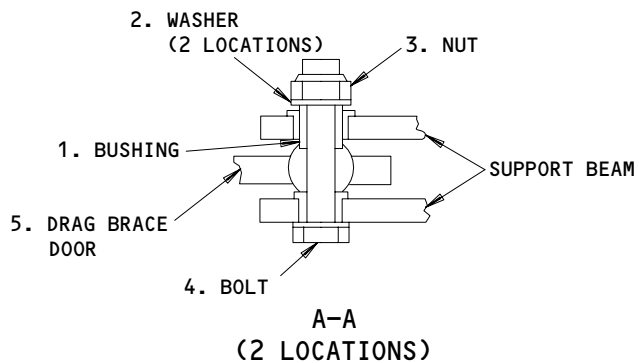 2. WASHER
(2 LOCATIONS)
3. NUT
1. BUSHING
SUPPORT BEAM
5. DRAG BRACE
DOOR
4. BOLT
A-A
(2 LOCATIONS)